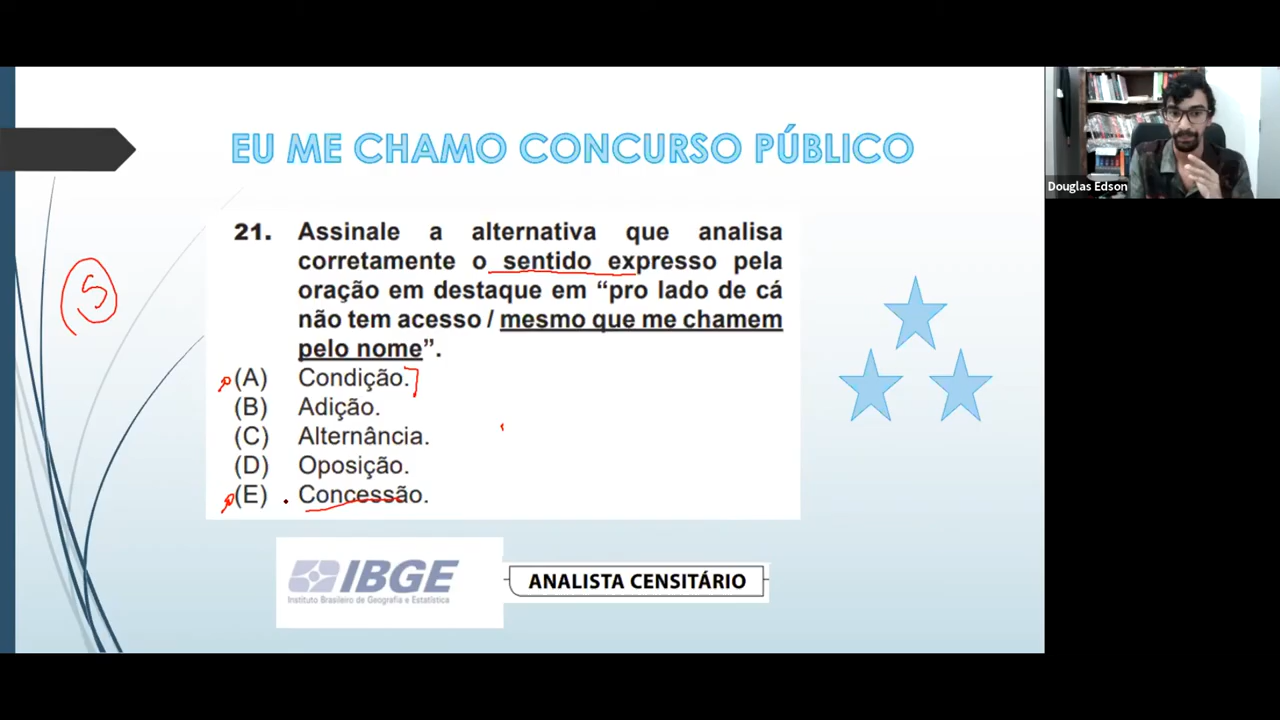 EU ME CHAMO CONCURSO PÚBLICO
Douglas Edson
21. Assinale a alternativa que analisa
corretamente o sentido expresso pela
oração em destaque em “pro lado de cá
não tem acesso / mesmo que me chamem
pelo nome”.
(A) Condição.
(B) Adição.
(C) Alternância.
(D) Oposição.
(E) Concessão.
IBGE
Instituto Brasileiro de Geografia e Estatística
ANALISTA CENSITÁRIO